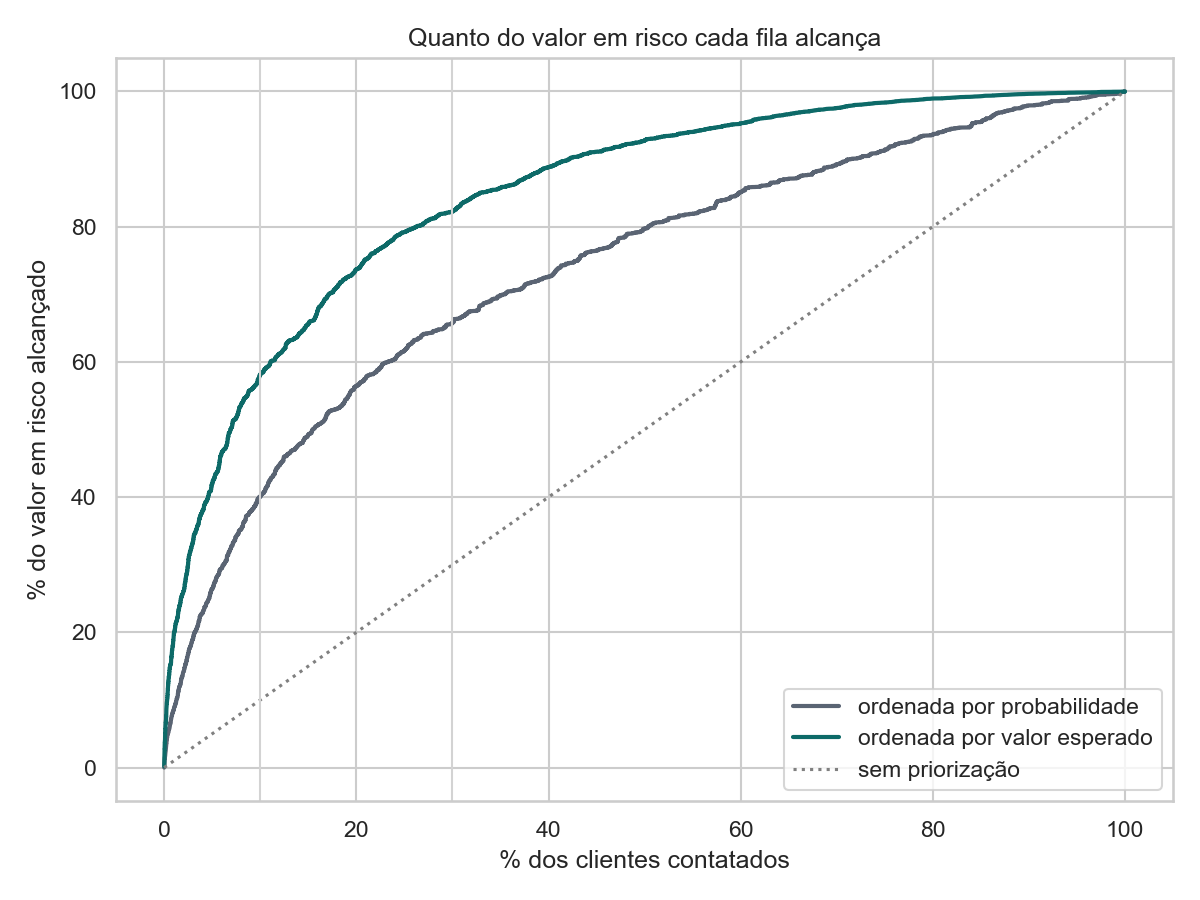 Quanto do valor em risco cada fila alcança
% do valor em risco alcançado
100
80
60
40
20
0
0 20 40 60 80 100
% dos clientes contatados
ordenada por probabilidade
ordenada por valor esperado
sem priorização